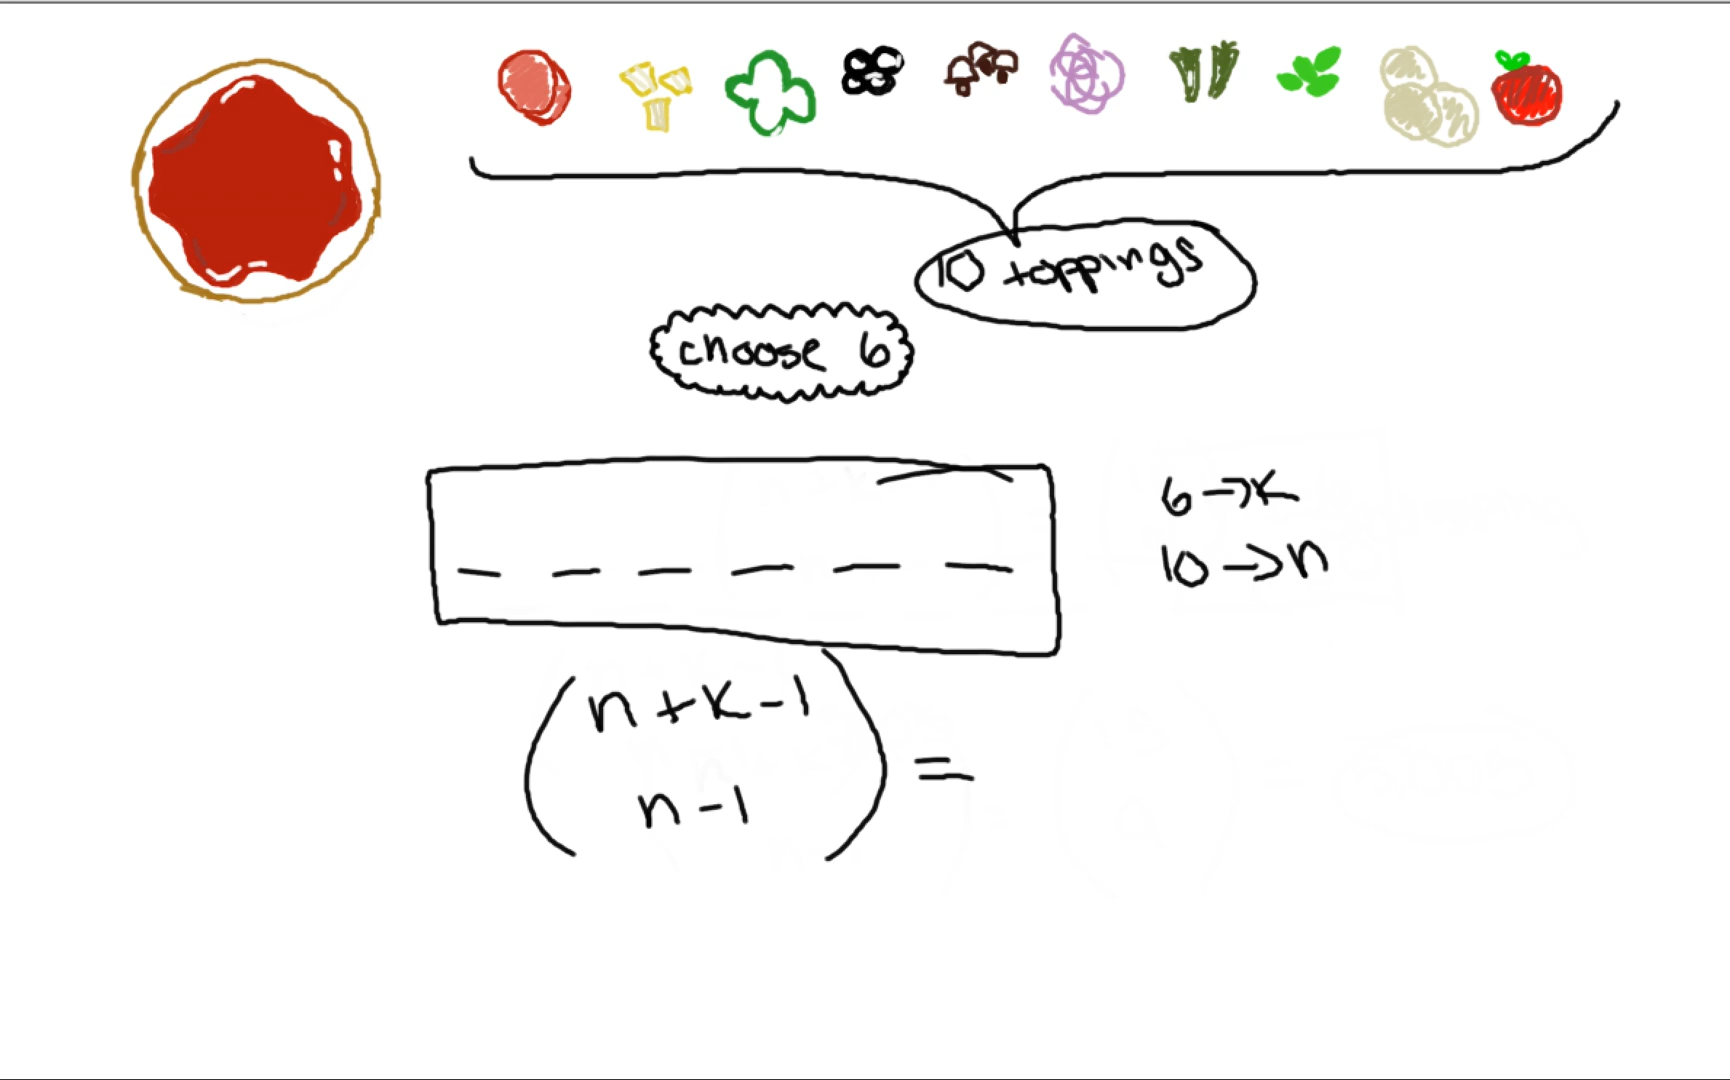 10 toppings
choose 6
6 → k
10 → n
(n + k - 1
n - 1) =